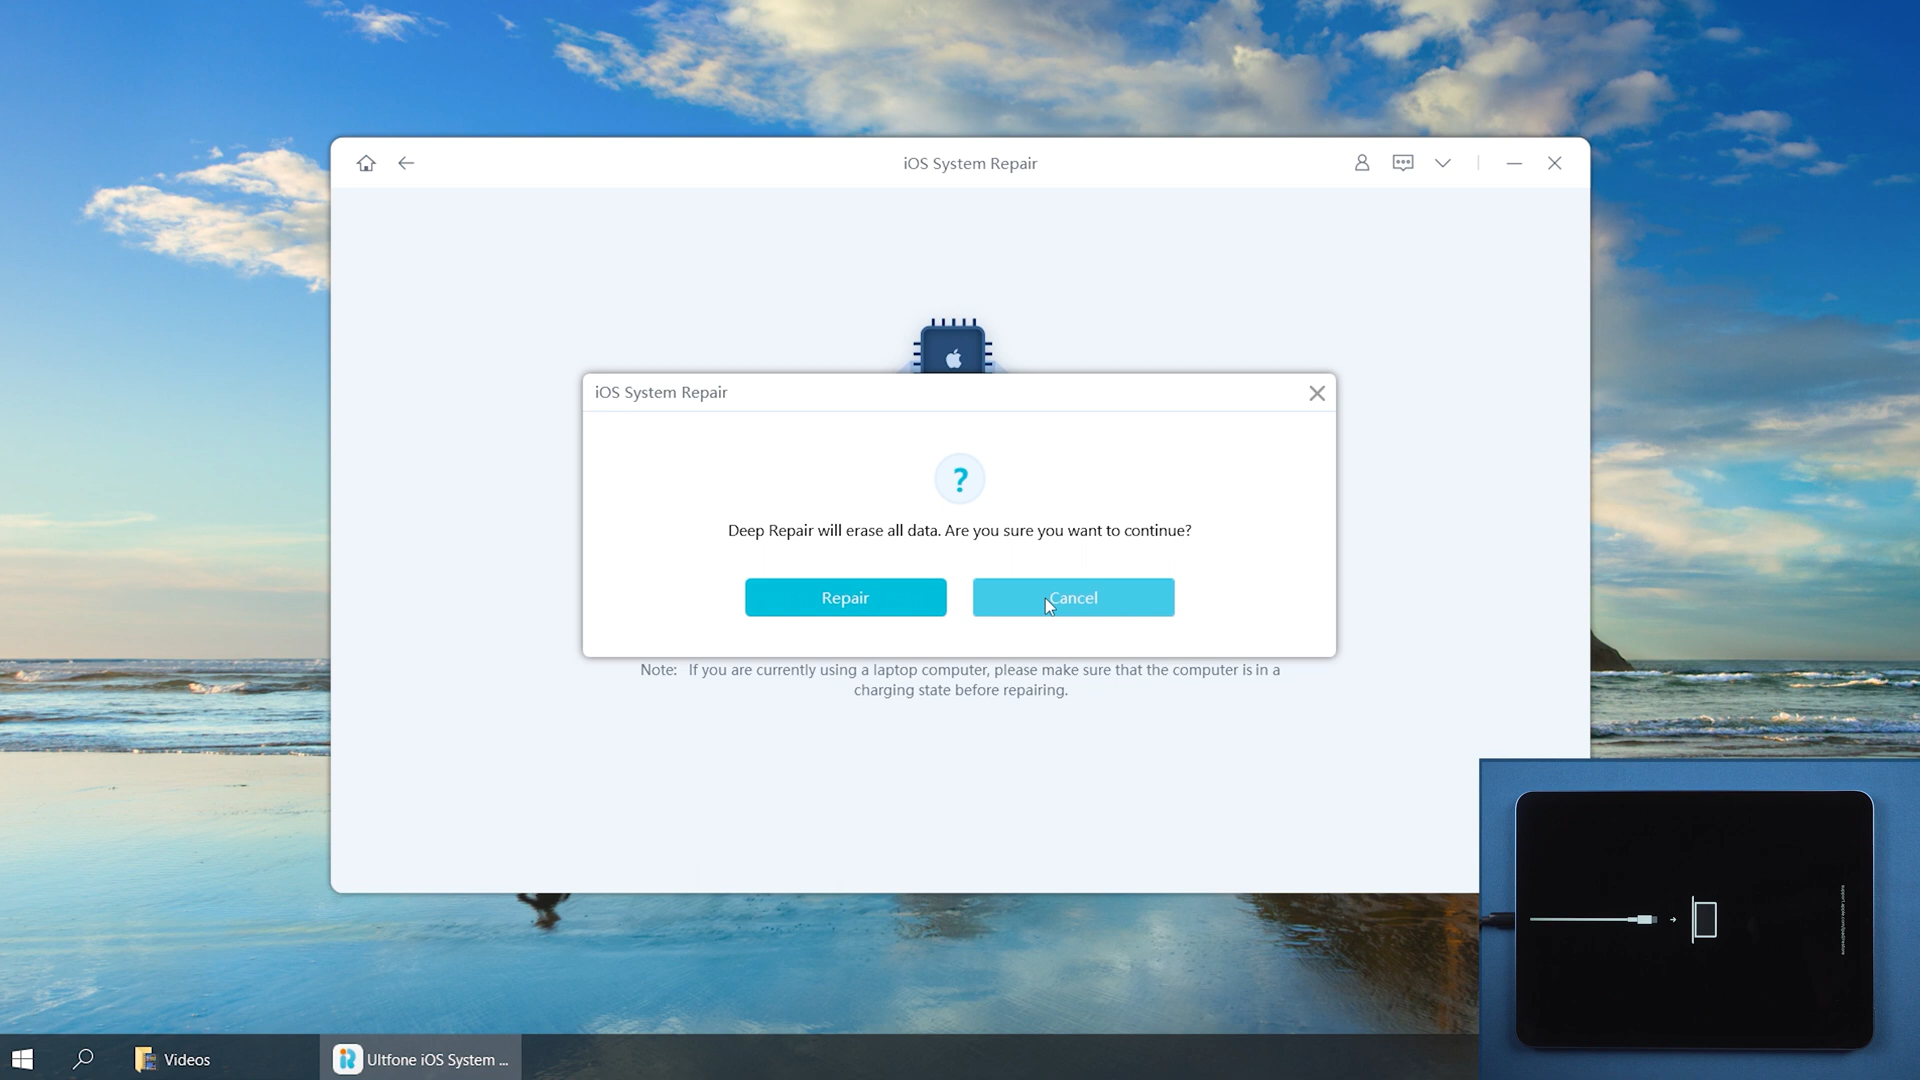 iOS System Repair
iOS System Repair
?
Deep Repair will erase all data. Are you sure you want to continue?
Repair
Cancel
Note: If you are currently using a laptop computer, please make sure that the computer is in a
charging state before repairing.
Videos
Ultfone iOS System ...